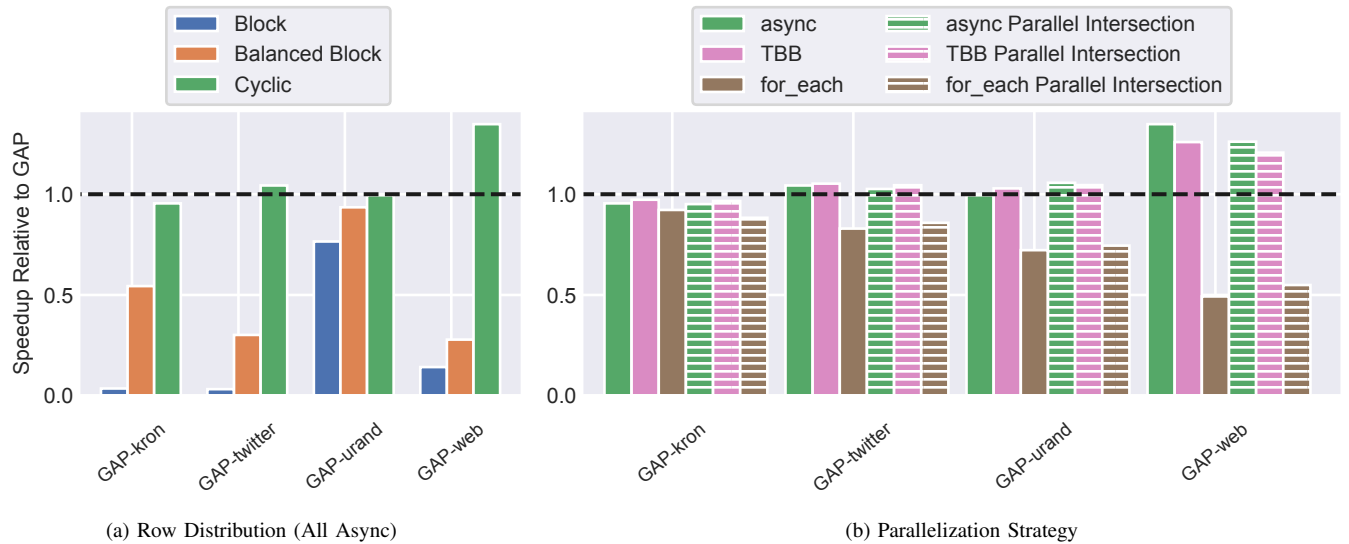 Block
Balanced Block
Cyclic
Speedup Relative to GAP
1.0
0.5
0.0
GAP-kron
GAP-twitter
GAP-urand
GAP-web
(a) Row Distribution (All Async)
async
TBB
for_each
async Parallel Intersection
TBB Parallel Intersection
for_each Parallel Intersection
1.0
0.5
0.0
GAP-kron
GAP-twitter
GAP-urand
GAP-web
(b) Parallelization Strategy